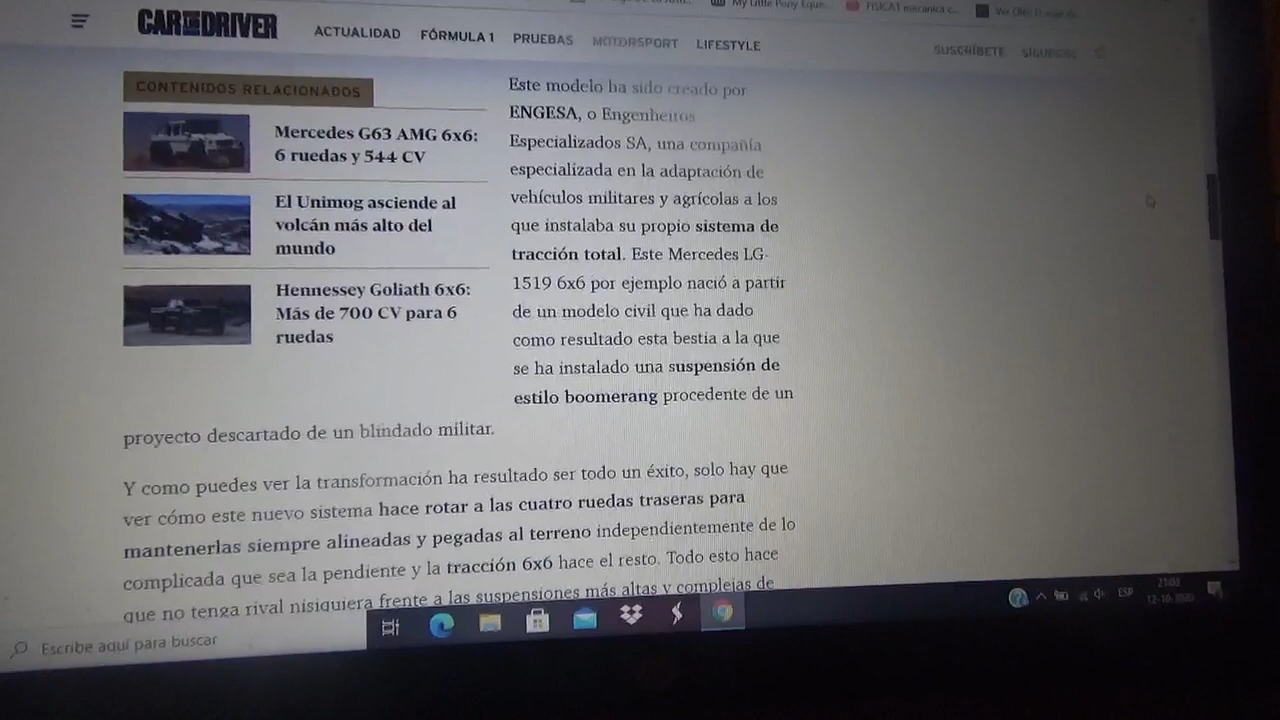 My Little Pony Eque...
FISICA1 mecanica c...
CAR AND DRIVER
ACTUALIDAD FÓRMULA 1 PRUEBAS MOTORSPORT LIFESTYLE
SUSCRÍBETE SÍGUENOS
CONTENIDOS RELACIONADOS
Mercedes G63 AMG 6x6:
6 ruedas y 544 CV
El Unimog asciende al
volcán más alto del
mundo
Hennessey Goliath 6x6:
Más de 700 CV para 6
ruedas
Este modelo ha sido creado por
ENGESA, o Engenheiros
Especializados SA, una compañía
especializada en la adaptación de
vehículos militares y agrícolas a los
que instalaba su propio sistema de
tracción total. Este Mercedes LG-
1519 6x6 por ejemplo nació a partir
de un modelo civil que ha dado
como resultado esta bestia a la que
se ha instalado una suspensión de
estilo boomerang procedente de un
proyecto descartado de un blindado militar.
Y como puedes ver la transformación ha resultado ser todo un éxito, solo hay que
ver cómo este nuevo sistema hace rotar a las cuatro ruedas traseras para
mantenerlas siempre alineadas y pegadas al terreno independientemente de lo
complicada que sea la pendiente y la tracción 6x6 hace el resto. Todo esto hace
que no tenga rival nisiquiera frente a las suspensiones más altas y complejas de
Escribe aquí para buscar
ESP
21:03
12-10-2020